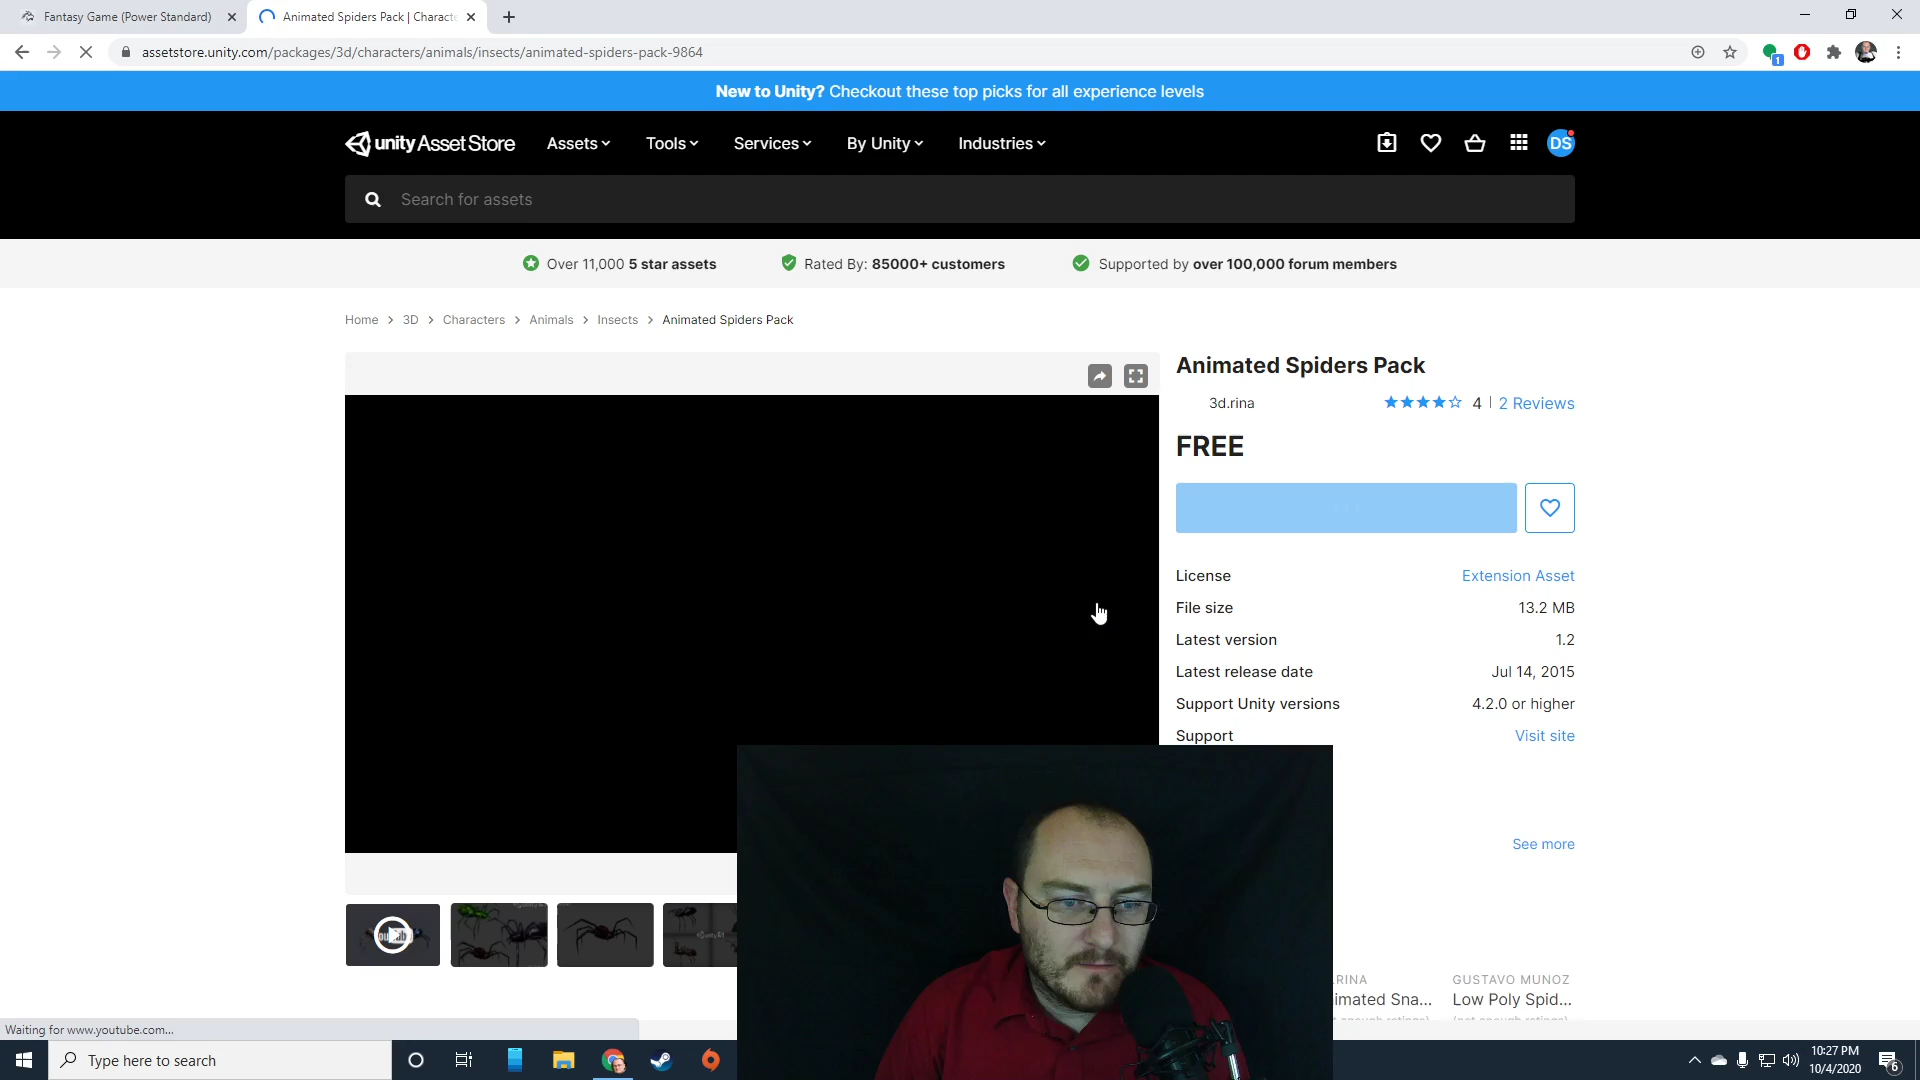 Fantasy Game (Power Standard)
Animated Spiders Pack | Characte
assetstore.unity.com/packages/3d/characters/animals/insects/animated-spiders-pack-9864
1
New to Unity? Checkout these top picks for all experience levels
unity Asset Store
Assets
Tools
Services
By Unity
Industries
DS
Search for assets
Over 11,000 5 star assets
Rated By: 85000+ customers
Supported by over 100,000 forum members
Home > 3D > Characters > Animals > Insects > Animated Spiders Pack
Animated Spiders Pack
3d.rina
4 | 2 Reviews
FREE
License
Extension Asset
File size
13.2 MB
Latest version
1.2
Latest release date
Jul 14, 2015
Support Unity versions
4.2.0 or higher
Support
Visit site
See more
RINA
GUSTAVO MUNOZ
imated Sna...
Low Poly Spid...
Waiting for www.youtube.com...
Type here to search
10:27 PM
10/4/2020
6